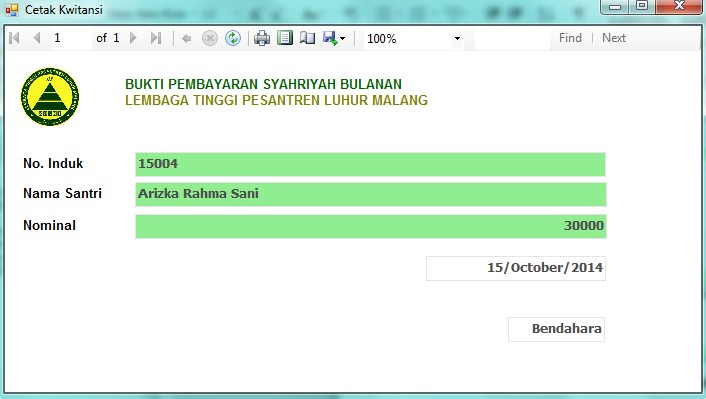 Cetak Kwitansi
1 of 1 100% Find Next
BUKTI PEMBAYARAN SYAHRIYAH BULANAN
LEMBAGA TINGGI PESANTREN LUHUR MALANG
No. Induk 15004
Nama Santri Arizka Rahma Sani
Nominal 30000
15/October/2014
Bendahara